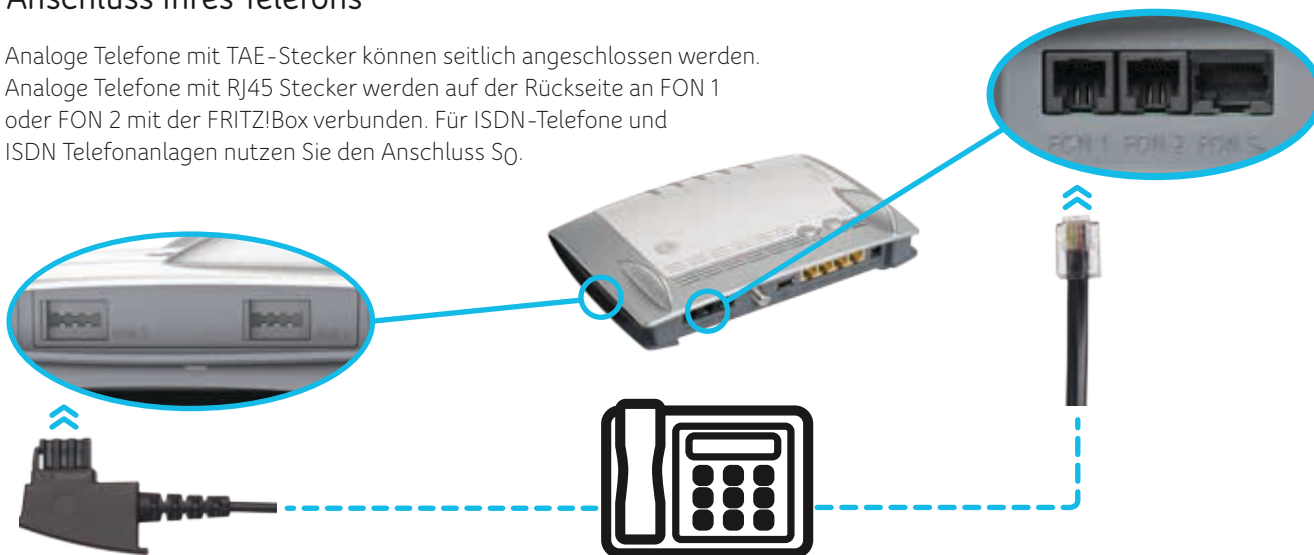 Anschluss Ihres Telefons
Analoge Telefone mit TAE-Stecker können seitlich angeschlossen werden.
Analoge Telefone mit RJ45 Stecker werden auf der Rückseite an FON 1
oder FON 2 mit der FRITZ!Box verbunden. Für ISDN-Telefone und
ISDN Telefonanlagen nutzen Sie den Anschluss S0.
FON 1 FON 2 FON S0